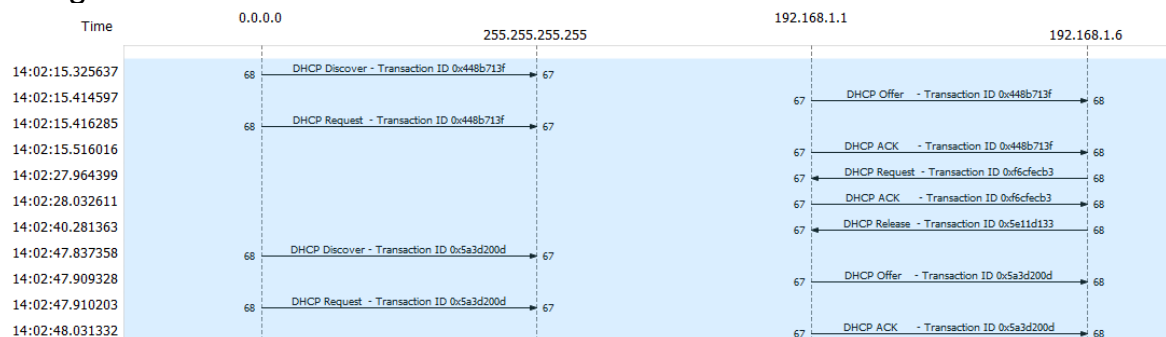 Time 0.0.0.0 255.255.255.255 192.168.1.1 192.168.1.6
14:02:15.325637 68 DHCP Discover - Transaction ID 0x448b713f 67
14:02:15.414597 67 DHCP Offer - Transaction ID 0x448b713f 68
14:02:15.416285 68 DHCP Request - Transaction ID 0x448b713f 67
14:02:15.516016 67 DHCP ACK - Transaction ID 0x448b713f 68
14:02:27.964399 67 DHCP Request - Transaction ID 0xf6cfecb3 68
14:02:28.032611 67 DHCP ACK - Transaction ID 0xf6cfecb3 68
14:02:40.281363 67 DHCP Release - Transaction ID 0x5e11d133 68
14:02:47.837358 68 DHCP Discover - Transaction ID 0x5a3d200d 67
14:02:47.909328 67 DHCP Offer - Transaction ID 0x5a3d200d 68
14:02:47.910203 68 DHCP Request - Transaction ID 0x5a3d200d 67
14:02:48.031332 67 DHCP ACK - Transaction ID 0x5a3d200d 68